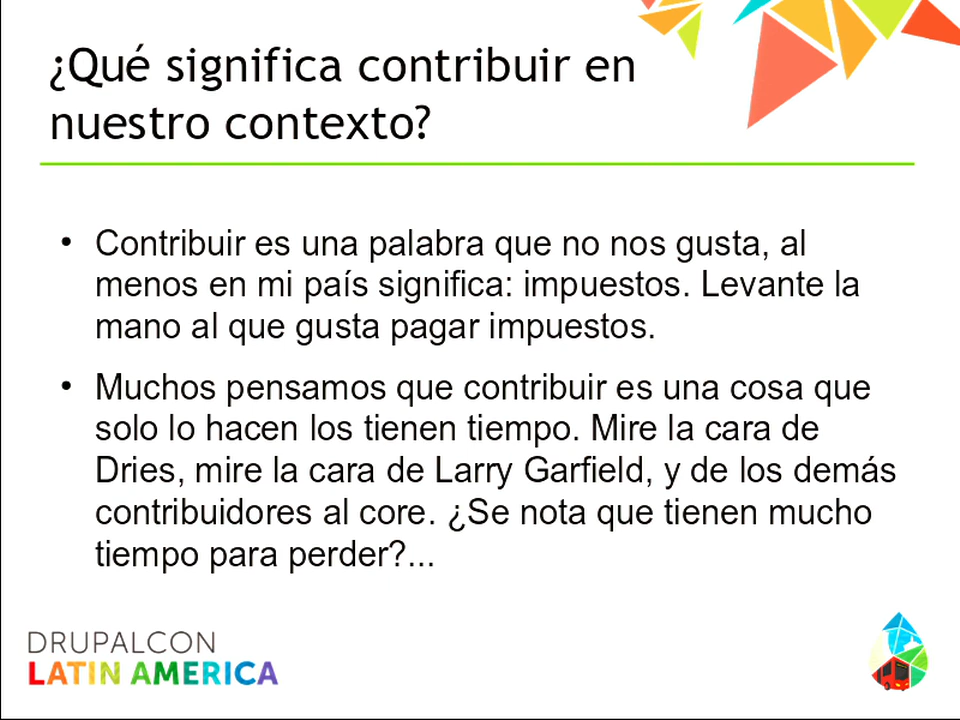 ¿Qué significa contribuir en
nuestro contexto?
• Contribuir es una palabra que no nos gusta, al
menos en mi país significa: impuestos. Levante la
mano al que gusta pagar impuestos.
• Muchos pensamos que contribuir es una cosa que
solo lo hacen los tienen tiempo. Mire la cara de
Dries, mire la cara de Larry Garfield, y de los demás
contribuidores al core. ¿Se nota que tienen mucho
tiempo para perder?...
DRUPALCON
LATIN AMERICA